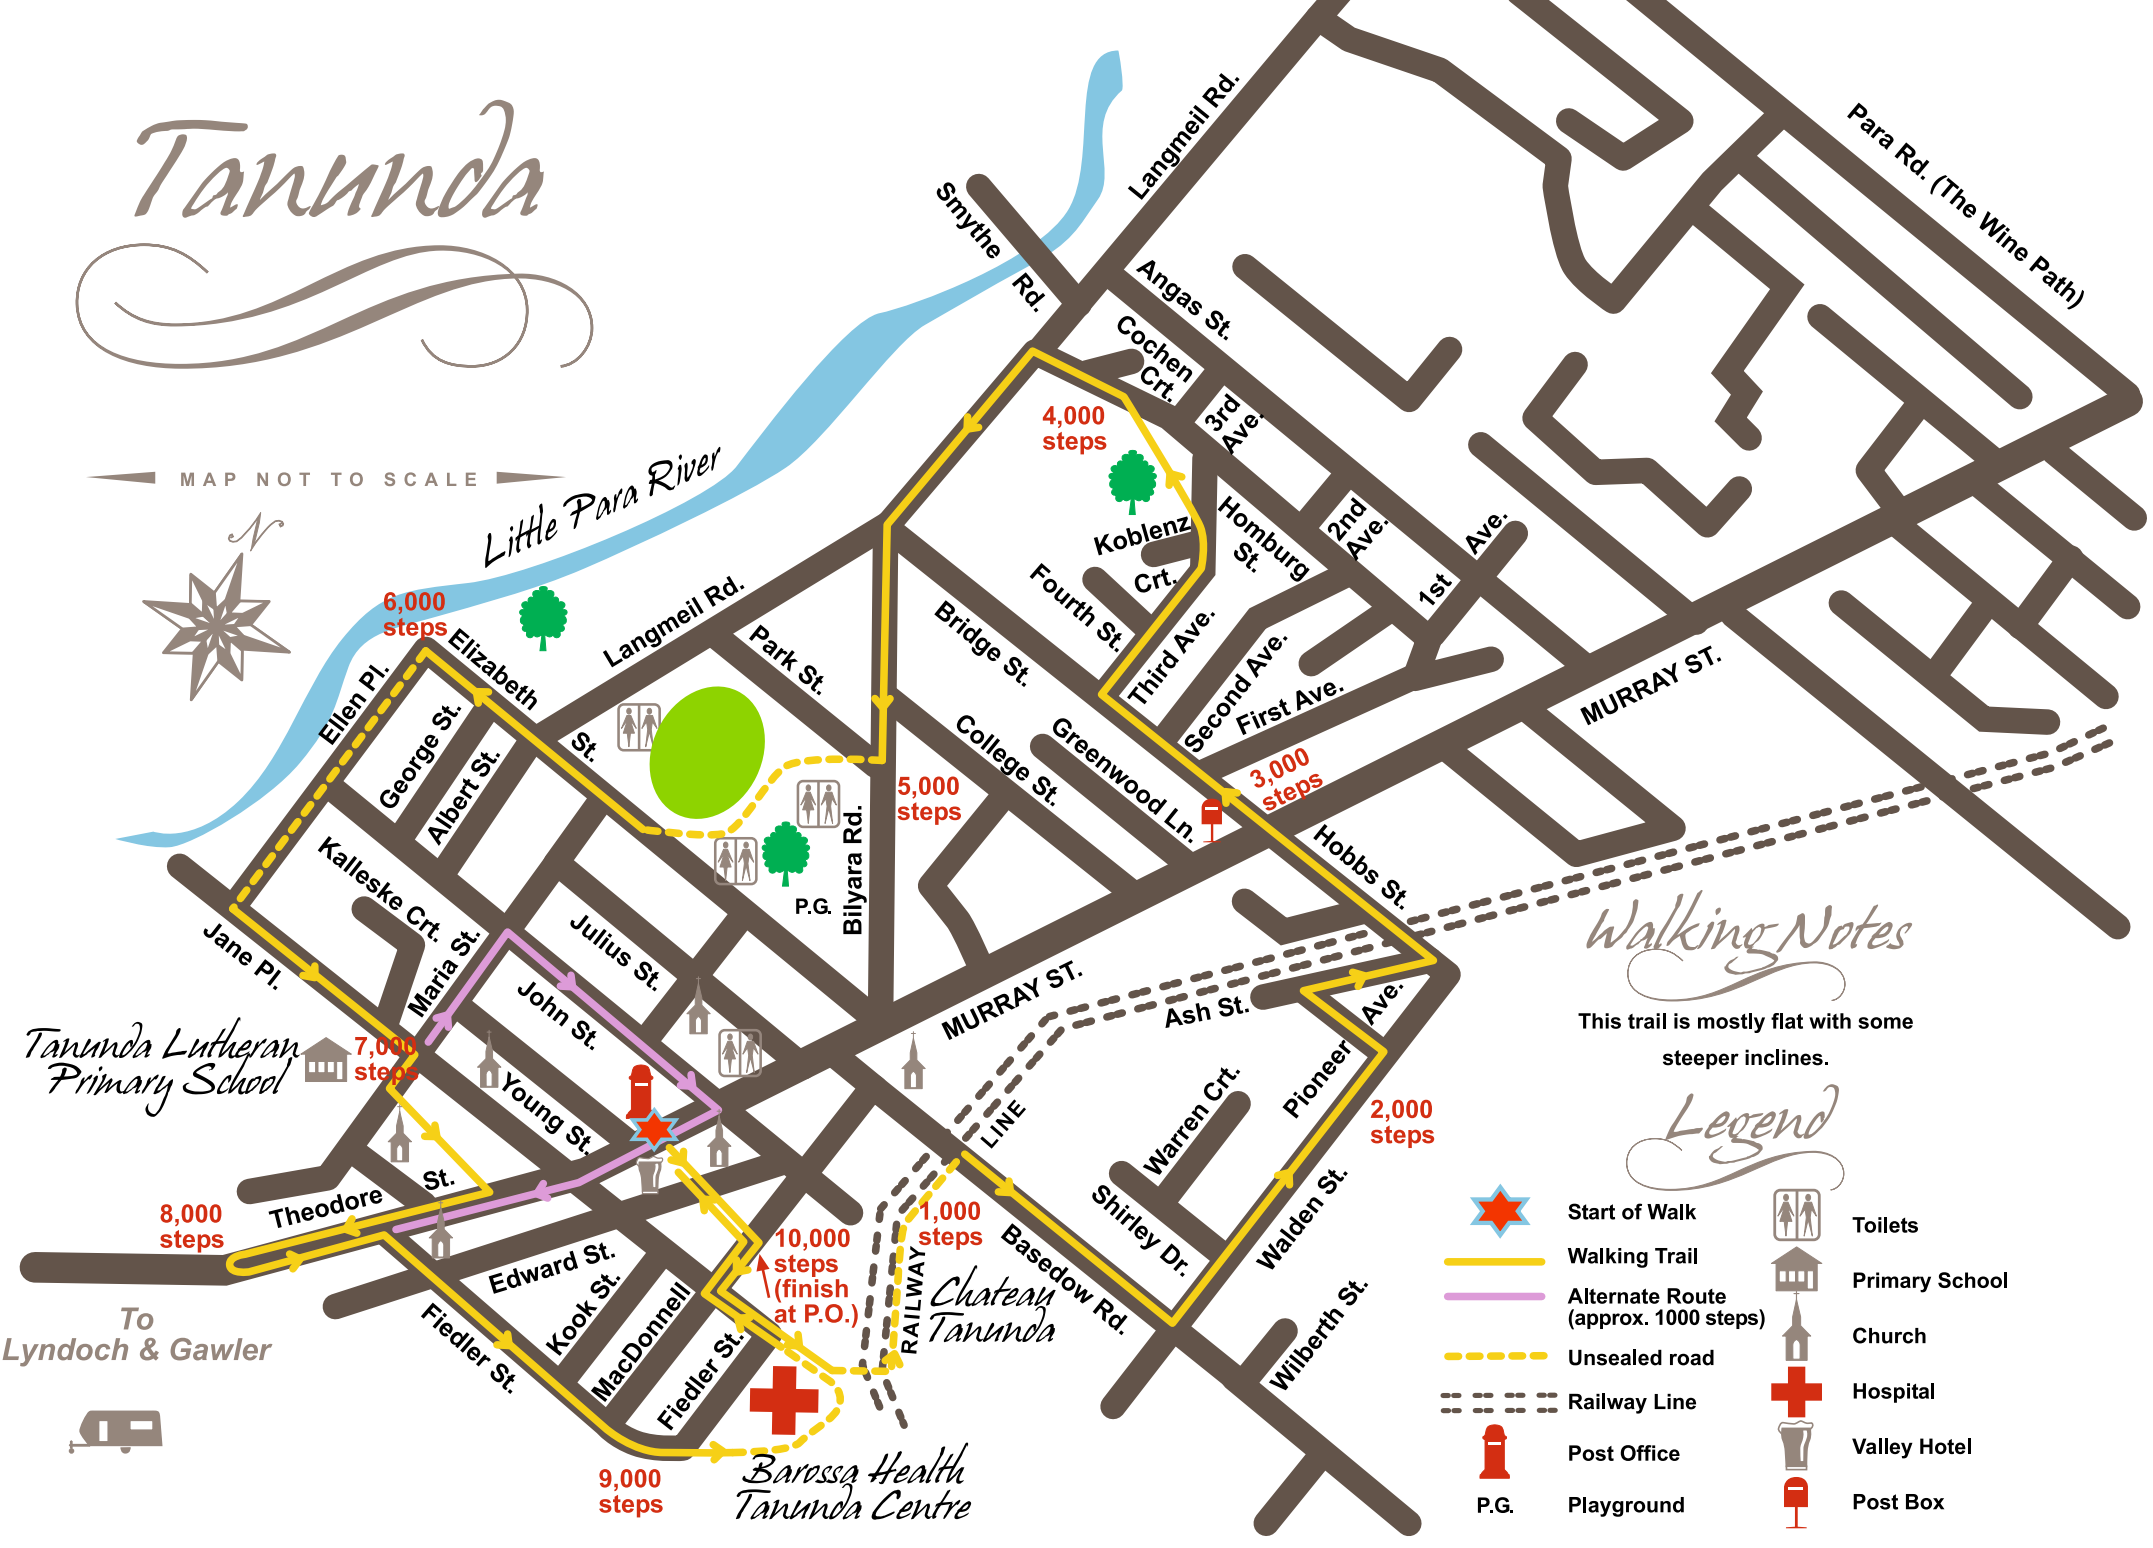 Tanunda
MAP NOT TO SCALE
N
Little Para River
Langmeil Rd.
Smythe
Rd.
Angas St.
Cochen
Crt.
3rd
Ave.
2nd
Ave.
1st
Ave.
Para Rd. (The Wine Path)
4,000
steps
Koblenz
Crt.
Homburg
St.
Fourth St.
Third Ave.
Second Ave.
First Ave.
MURRAY ST.
Bridge St.
Langmeil Rd.
Park St.
6,000
steps
Elizabeth
St.
Ellen Pl.
George St.
Albert St.
College St.
Greenwood Ln.
3,000
steps
5,000
steps
Bilyara Rd.
P.G.
Hobbs St.
Kalleske Crt.
Jane Pl.
Maria St.
Julius St.
John St.
MURRAY ST.
Ash St.
Pioneer
Ave.
Tanunda Lutheran
Primary School
7,000
steps
Young St.
LINE
RAILWAY
Warren Crt.
Shirley Dr.
Walden St.
2,000
steps
Wilberth St.
Theodore
St.
8,000
steps
1,000
steps
Basedow Rd.
10,000
steps
(finish
at P.O.)
Chateau
Tanunda
Edward St.
Kook St.
MacDonnell
Fiedler St.
Fiedler St.
To
Lyndoch & Gawler
9,000
steps
Barossa Health
Tanunda Centre
Walking Notes
This trail is mostly flat with some
steeper inclines.
Legend
Start of Walk
Walking Trail
Alternate Route
(approx. 1000 steps)
Unsealed road
Railway Line
Post Office
P.G. Playground
Toilets
Primary School
Church
Hospital
Valley Hotel
Post Box